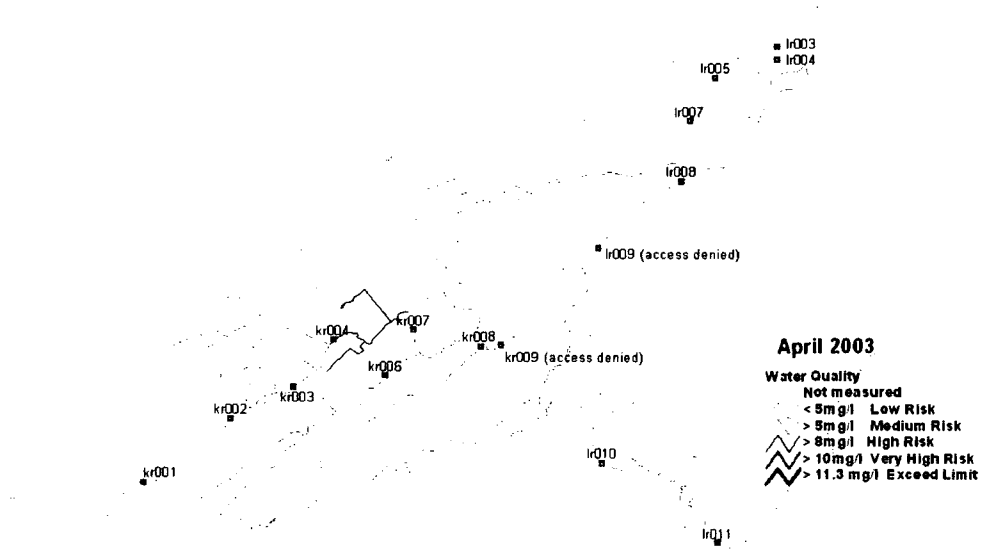 lr003
lr004
lr005
lr007
lr008
lr009 (access denied)
kr004
kr007
kr008
kr009 (access denied)
kr006
kr003
kr002
kr001
lr010
lr011
April 2003
Water Quality
Not measured
< 5mg/l Low Risk
> 5mg/l Medium Risk
> 8mg/l High Risk
> 10mg/l Very High Risk
> 11.3 mg/l Exceed Limit